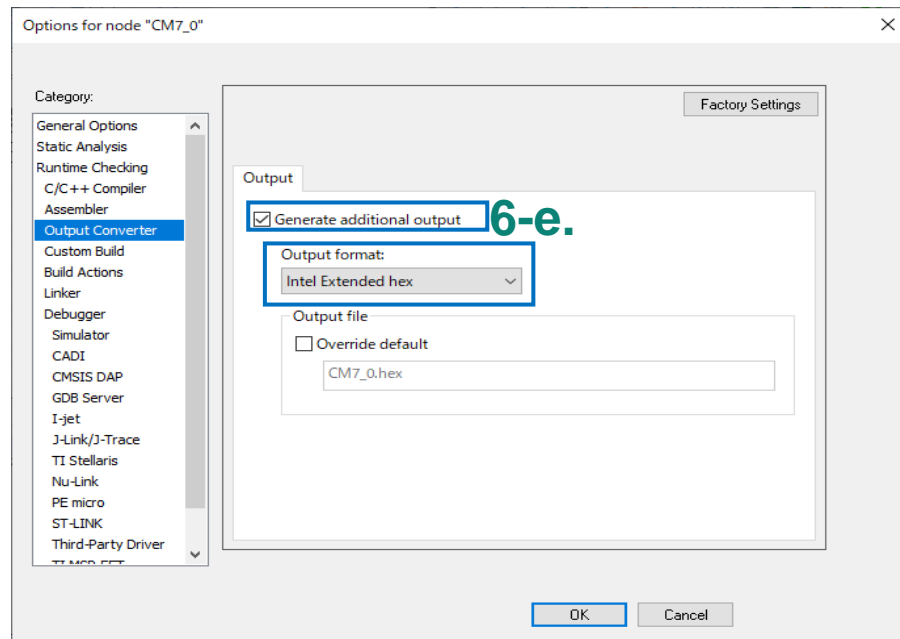 Options for node "CM7_0"
Category:
Factory Settings
General Options
Static Analysis
Runtime Checking
C/C++ Compiler
Assembler
Output Converter
Custom Build
Build Actions
Linker
Debugger
Simulator
CADI
CMSIS DAP
GDB Server
I-jet
J-Link/J-Trace
TI Stellaris
Nu-Link
PE micro
ST-LINK
Third-Party Driver
Output
Generate additional output
6-e.
Output format:
Intel Extended hex
Output file
Override default
CM7_0.hex
OK
Cancel